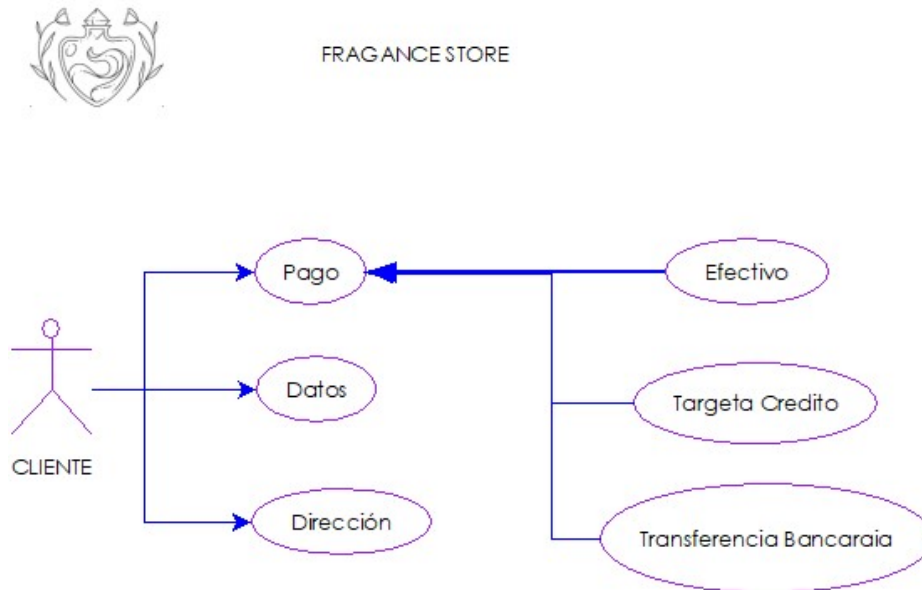 FRAGANCE STORE
Pago
Efectivo
Datos
Targeta Credito
CLIENTE
Dirección
Transferencia Bancaraia